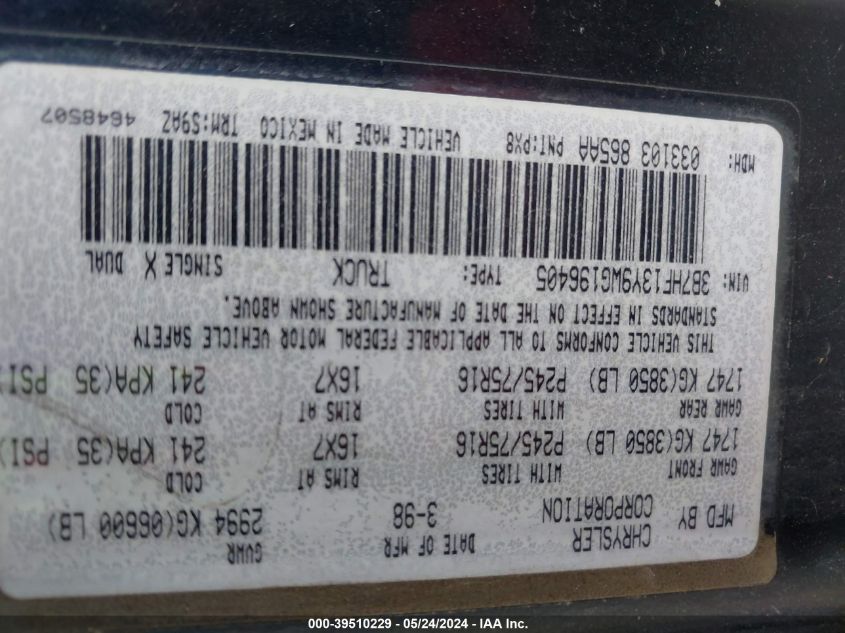 MFD BY CHRYSLER CORPORATION DATE OF MFR 3-98 GVWR 2994 KG(06600 LB)
GAWR FRONT WITH TIRES RIMS AT COLD
1747 KG(3850 LB) P245/75R16 16X7 241 KPA(35 PSI)
GAWR REAR WITH TIRES RIMS AT COLD
1747 KG(3850 LB) P245/75R16 16X7 241 KPA(35 PSI)
THIS VEHICLE CONFORMS TO ALL APPLICABLE FEDERAL MOTOR VEHICLE SAFETY
STANDARDS IN EFFECT ON THE DATE OF MANUFACTURE SHOWN ABOVE.
VIN: 3B7HF13Y9WG196405 TYPE: TRUCK SINGLE X DUAL
MDH: 033103 865AA PNT:PX8 VEHICLE MADE IN MEXICO TRM:S9AZ 4648507
000-39510229 - 05/24/2024 - IAA Inc.